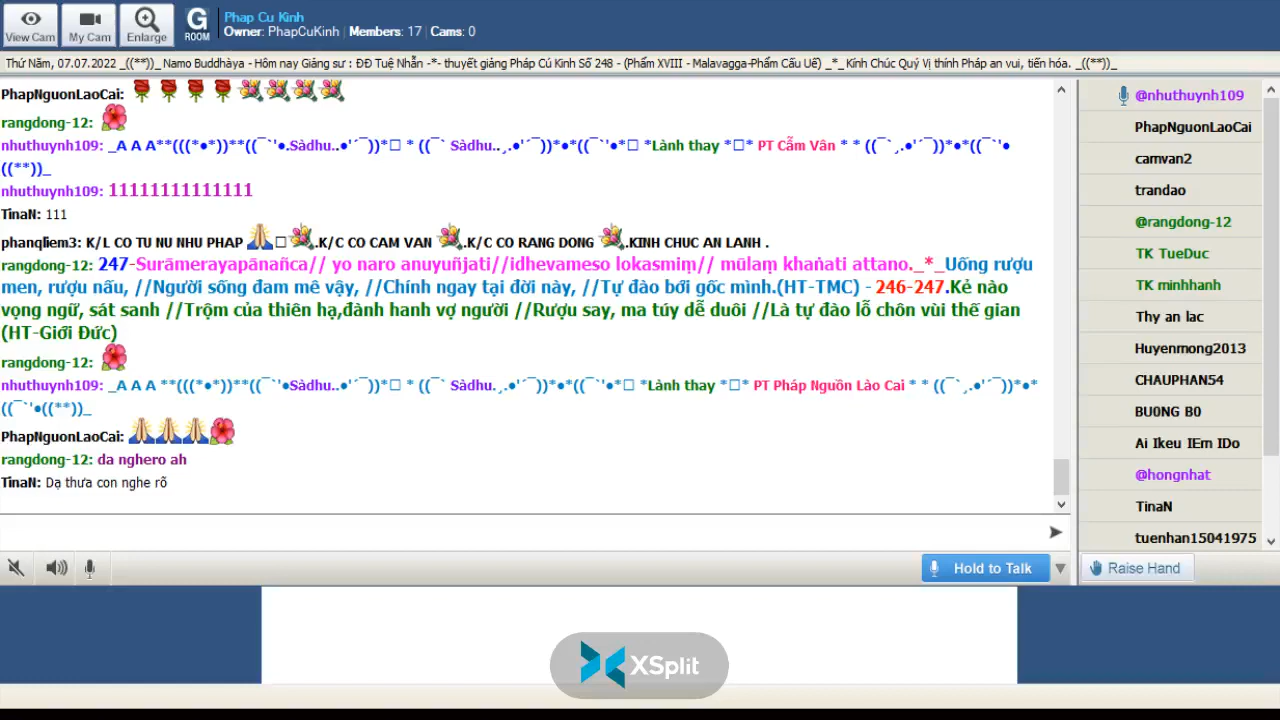 View Cam
My Cam
Enlarge
G
ROOM
Phap Cu Kinh
Owner: PhapCuKinh | Members: 17 | Cams: 0
Thứ Năm, 07.07.2022 _((**))_ Namo Buddhàya - Hôm nay Giảng sư : ĐĐ Tuệ Nhẫn -*- thuyết giảng Pháp Cú Kinh Số 248 - (Phẩm XVIII - Malavagga-Phẩm Cấu Uế) _*_ Kính Chúc Quý Vị thính Pháp an vui, tiến hóa. _((**))_
PhapNguonLaoCai:
rangdong-12:
nhuthuynh109: _A A A**(((*•*))**((¯`'•.Sàdhu..•'´¯))*□ * ((¯` Sàdhu..¸.•'´¯))*•*((¯`'•*□ *Lành thay *□* PT Cẩm Vân * * ((¯`¸.•'´¯))*•*((¯`'•
((**))_
nhuthuynh109: 111111111111111
TinaN: 111
phanqliem3: K/L CO TU NU NHU PHAP □ .K/C CO CAM VAN .K/C CO RANG DONG .KINH CHUC AN LANH .
rangdong-12: 247-Surāmerayapānañca// yo naro anuyuñjati//idhevameso lokasmiṃ// mūlaṃ khaṅati attano._*_Uống rượu
men, rượu nấu, //Người sống đam mê vậy, //Chính ngay tại đời này, //Tự đào bới gốc mình.(HT-TMC) - 246-247.Kẻ nào
vọng ngữ, sát sanh //Trộm của thiên hạ,đành hanh vợ người //Rượu say, ma túy dễ duôi //Là tự đào lỗ chôn vùi thế gian
(HT-Giới Đức)
rangdong-12:
nhuthuynh109: _A A A **(((*•*))**((¯`'•Sàdhu..•'´¯))*□ * ((¯` Sàdhu.¸.•'´¯))*•*((¯`'•*□ *Lành thay *□* PT Pháp Nguồn Lào Cai * * ((¯`¸.•'´¯))*•*
((¯`'•((**))_
PhapNguonLaoCai:
rangdong-12: da nghero ah
TinaN: Dạ thưa con nghe rõ
@nhuthuynh109
PhapNguonLaoCai
camvan2
trandao
@rangdong-12
TK TueDuc
TK minhhanh
Thy an lac
Huyenmong2013
CHAUPHAN54
BU0NG B0
Ai Ikeu IEm IDo
@hongnhat
TinaN
tuenhan15041975
Hold to Talk
Raise Hand
XSplit